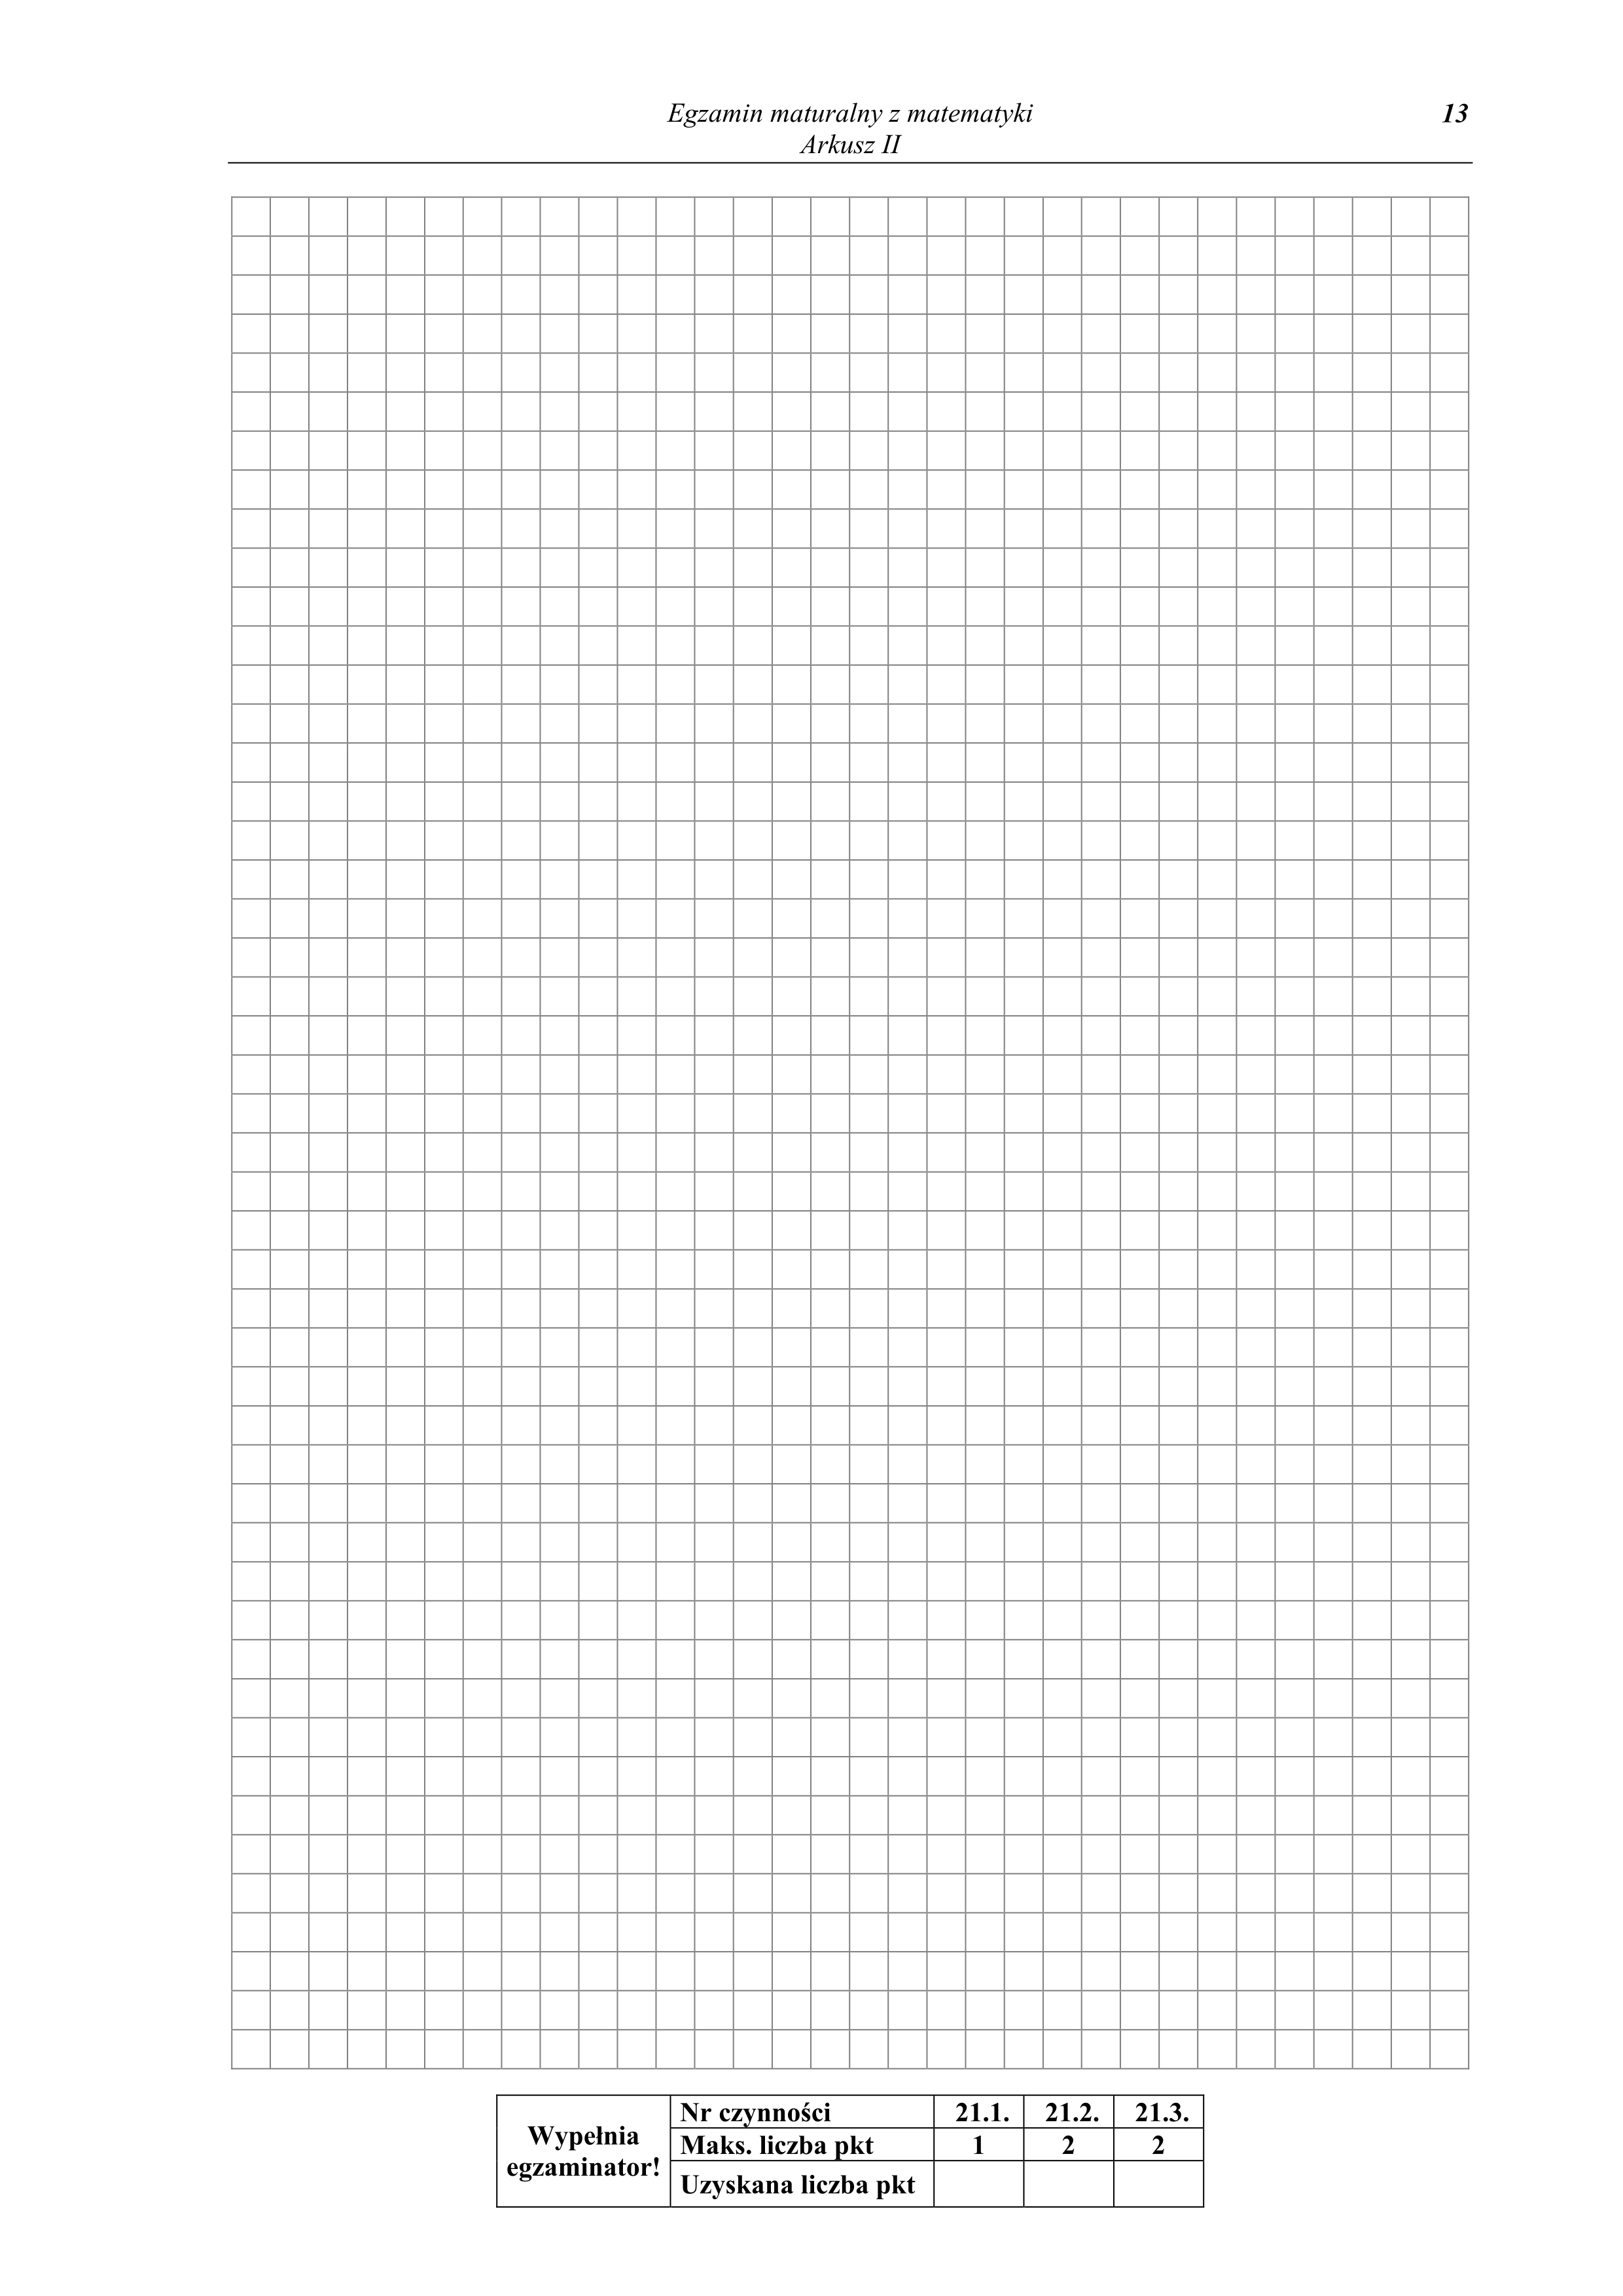 Egzamin maturalny z matematyki 13
Arkusz II
Wypełnia egzaminator!
Nr czynności 21.1. 21.2. 21.3.
Maks. liczba pkt 1 2 2
Uzyskana liczba pkt